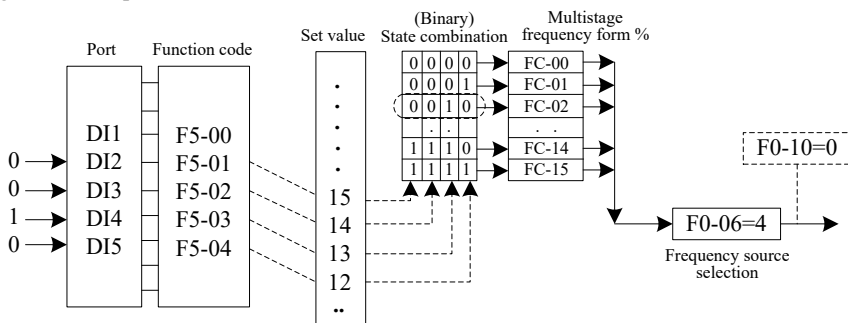 Port
Function code
Set value
(Binary)
State combination
Multistage
frequency form %
0 0 0 0
FC-00
0 0 0 1
FC-01
0 0 1 0
FC-02
. .
. .
1 1 1 0
FC-14
1 1 1 1
FC-15
DI1
F5-00
0
DI2
F5-01
0
DI3
F5-02
1
DI4
F5-03
0
DI5
F5-04
15
14
13
12
F0-10=0
F0-06=4
Frequency source
selection